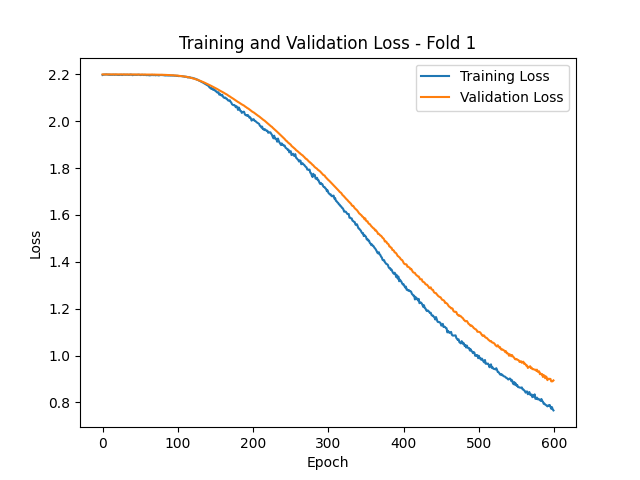 Training and Validation Loss - Fold 1
Training Loss
Validation Loss
2.2
2.0
1.8
1.6
1.4
1.2
1.0
0.8
Loss
0 100 200 300 400 500 600
Epoch